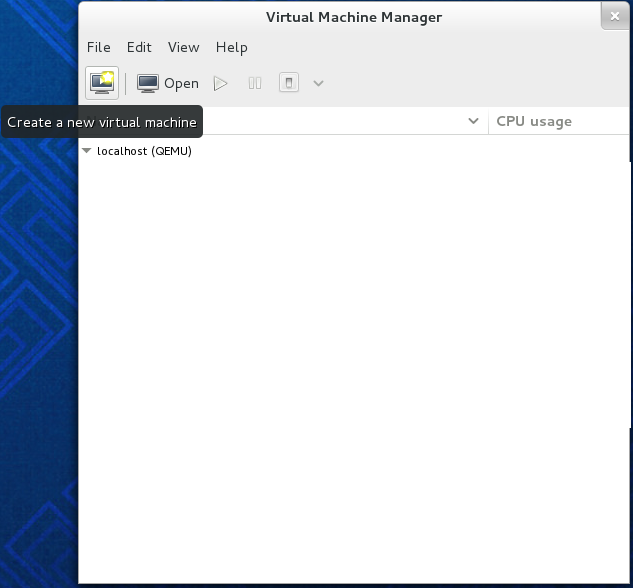 Virtual Machine Manager
File Edit View Help
Open
Create a new virtual machine
CPU usage
localhost (QEMU)